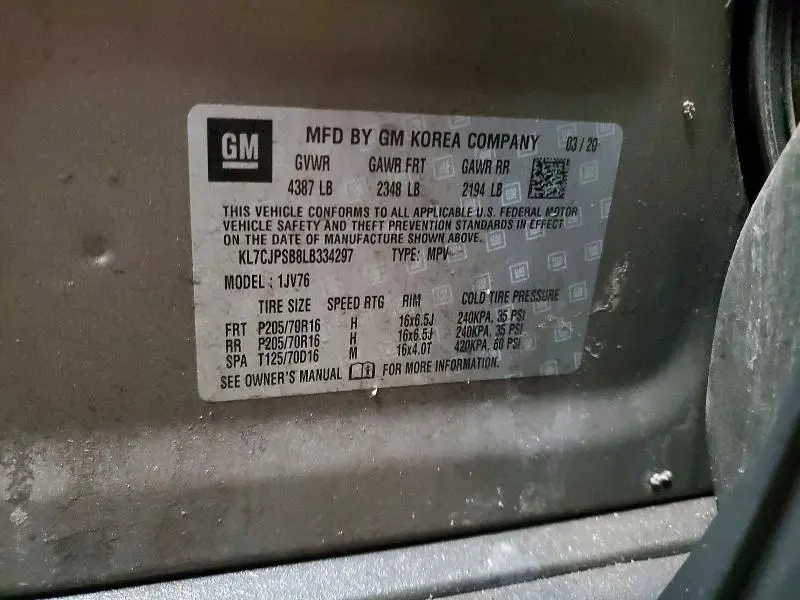 GM
MFD BY GM KOREA COMPANY 03 / 20
GVWR GAWR FRT GAWR RR
4387 LB 2348 LB 2194 LB
THIS VEHICLE CONFORMS TO ALL APPLICABLE U.S. FEDERAL MOTOR
VEHICLE SAFETY AND THEFT PREVENTION STANDARDS IN EFFECT
ON THE DATE OF MANUFACTURE SHOWN ABOVE.
KL7CJPSB8LB334297 TYPE: MPV
MODEL : 1JV76
TIRE SIZE SPEED RTG RIM COLD TIRE PRESSURE
FRT P205/70R16 H 16x6.5J 240KPA, 35 PSI
RR P205/70R16 H 16x6.5J 240KPA, 35 PSI
SPA T125/70D16 M 16x4.0T 420KPA, 60 PSI
SEE OWNER'S MANUAL FOR MORE INFORMATION.